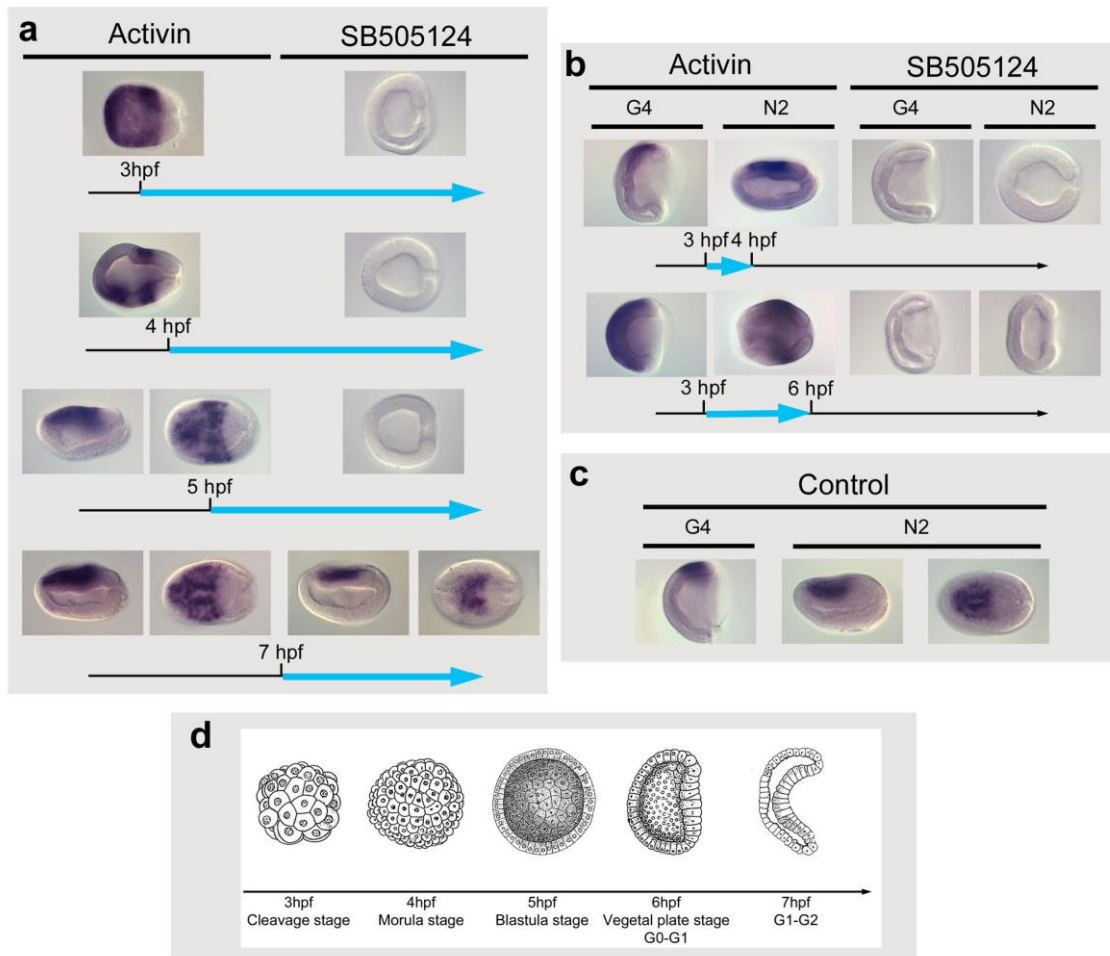 a
Activin SB505124
3hpf
4 hpf
5 hpf
7 hpf
b
Activin SB505124
G4 N2 G4 N2
3 hpf 4 hpf
3 hpf 6 hpf
c
Control
G4 N2
d
3hpf 4hpf 5hpf 6hpf 7hpf
Cleavage stage Morula stage Blastula stage Vegetal plate stage G1-G2
G0-G1